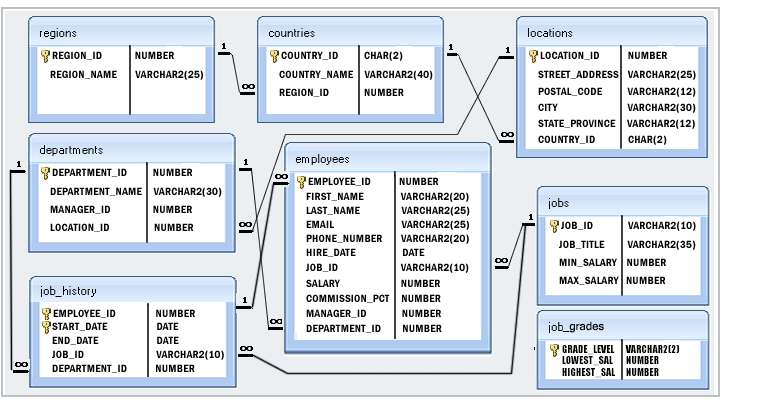 regions
REGION_ID NUMBER
REGION_NAME VARCHAR2(25)
countries
COUNTRY_ID CHAR(2)
COUNTRY_NAME VARCHAR2(40)
REGION_ID NUMBER
locations
LOCATION_ID NUMBER
STREET_ADDRESS VARCHAR2(25)
POSTAL_CODE VARCHAR2(12)
CITY VARCHAR2(30)
STATE_PROVINCE VARCHAR2(12)
COUNTRY_ID CHAR(2)
1
∞
1
∞
1
departments
DEPARTMENT_ID NUMBER
DEPARTMENT_NAME VARCHAR2(30)
MANAGER_ID NUMBER
LOCATION_ID NUMBER
1
1
∞
employees
EMPLOYEE_ID NUMBER
FIRST_NAME VARCHAR2(20)
LAST_NAME VARCHAR2(25)
EMAIL VARCHAR2(25)
PHONE_NUMBER VARCHAR2(20)
HIRE_DATE DATE
JOB_ID VARCHAR2(10)
SALARY NUMBER
COMMISSION_PCT NUMBER
MANAGER_ID NUMBER
DEPARTMENT_ID NUMBER
∞
∞
∞
jobs
JOB_ID VARCHAR2(10)
JOB_TITLE VARCHAR2(35)
MIN_SALARY NUMBER
MAX_SALARY NUMBER
1
job_history
EMPLOYEE_ID NUMBER
START_DATE DATE
END_DATE DATE
JOB_ID VARCHAR2(10)
DEPARTMENT_ID NUMBER
1
∞
∞
job_grades
GRADE_LEVEL VARCHAR2(2)
LOWEST_SAL NUMBER
HIGHEST_SAL NUMBER